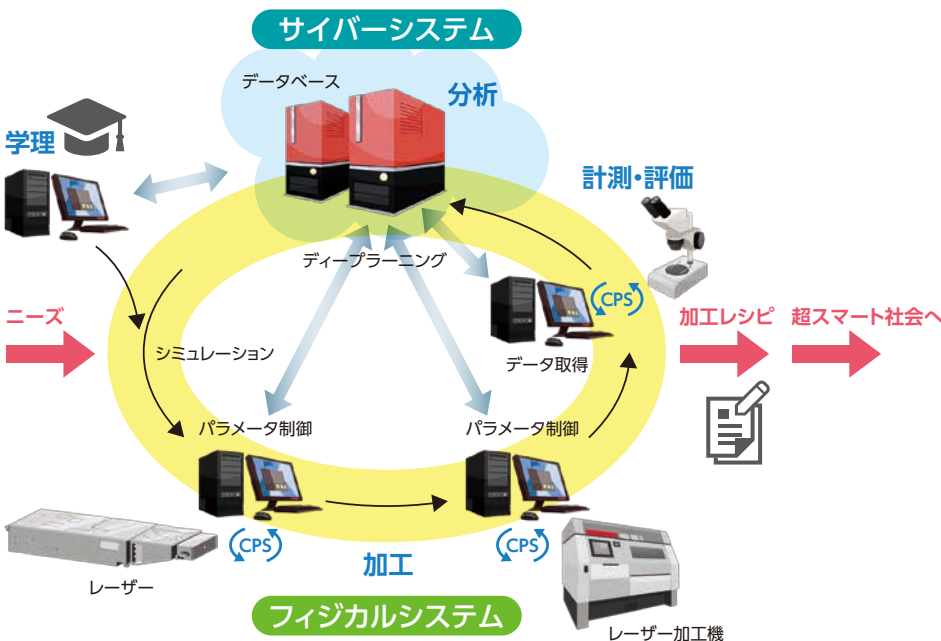 サイバーシステム
データベース
分析
学理
計測・評価
ディープラーニング
CPS
ニーズ
加工レシピ
超スマート社会へ
シミュレーション
データ取得
パラメータ制御
パラメータ制御
CPS
CPS
加工
レーザー
フィジカルシステム
レーザー加工機